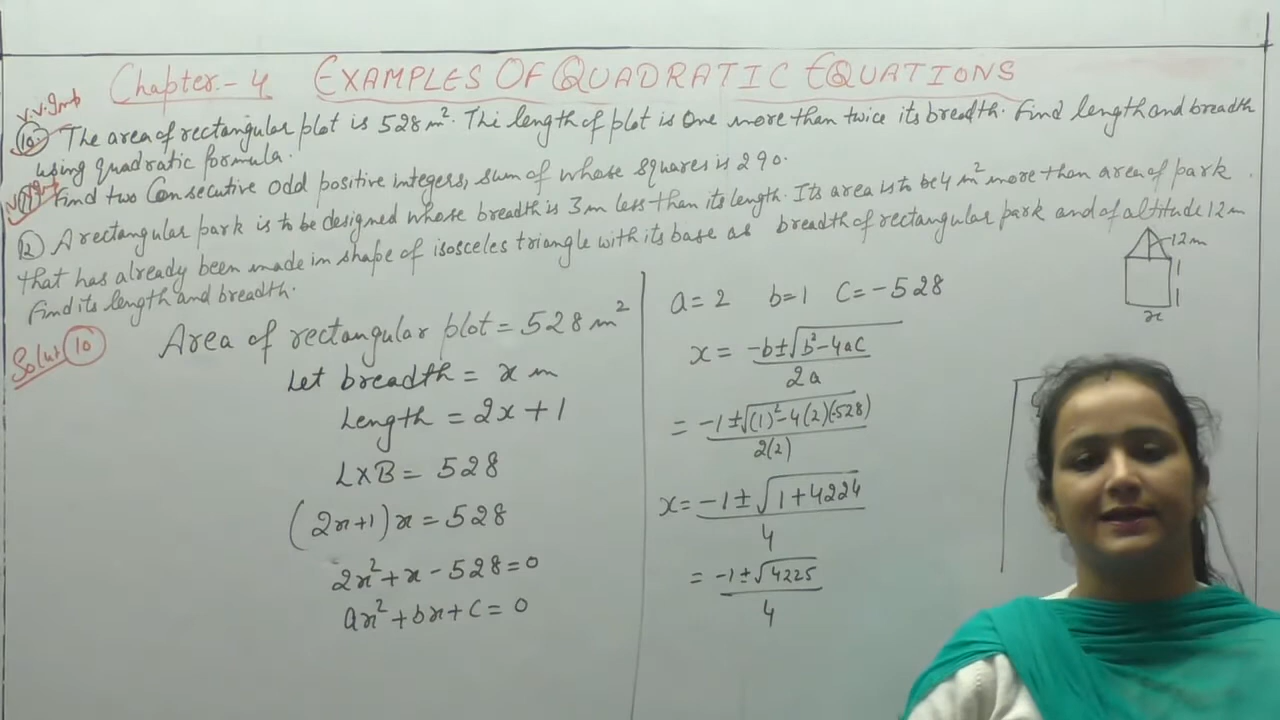 Chapter-4 EXAMPLES OF QUADRATIC EQUATIONS
V.V.Imb
10. The area of rectangular plot is 528 m². The length of plot is One more than twice its breadth. Find length and breadth
using quadratic formula.
Find two Consecutive odd positive integers, sum of whose squares is 290.
12 A rectangular park is to be designed whose breadth is 3m less than its length. Its area is to be 4 m² more than area of park
that has already been made in shape of isosceles triangle with its base as breadth of rectangular park and of altitude 12m
Find its length and breadth.
12m
x
Solut 10
Area of rectangular plot = 528 m²
Let breadth = x m
Length = 2x+1
L×B = 528
(2x+1)x = 528
2x²+x-528=0
ax²+bx+c=0
a=2 b=1 C=-528
x = -b±√b²-4ac / 2a
= -1±√(1)²-4(2)(-528) / 2(2)
x= -1±√1+4224 / 4
= -1±√4225 / 4